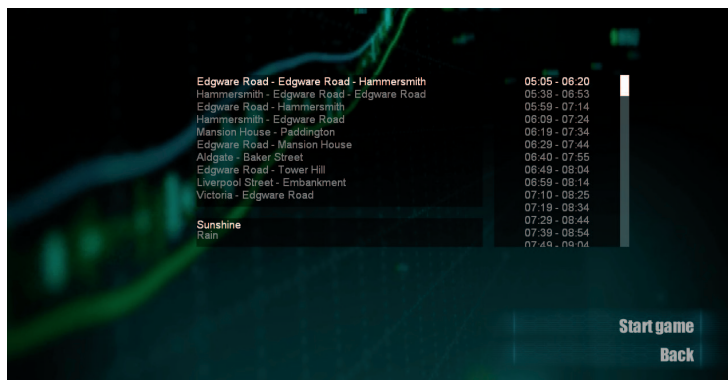 Edgware Road - Edgware Road - Hammersmith 05:05 - 06:20
Hammersmith - Edgware Road - Edgware Road 05:38 - 06:53
Edgware Road - Hammersmith 05:59 - 07:14
Hammersmith - Edgware Road 06:09 - 07:24
Mansion House - Paddington 06:19 - 07:34
Edgware Road - Mansion House 06:29 - 07:44
Aldgate - Baker Street 06:40 - 07:55
Edgware Road - Tower Hill 06:49 - 08:04
Liverpool Street - Embankment 06:59 - 08:14
Victoria - Edgware Road 07:10 - 08:25
07:19 - 08:34
07:29 - 08:44
Sunshine
07:39 - 08:54
Rain
07:49 - 09:04
Start game
Back